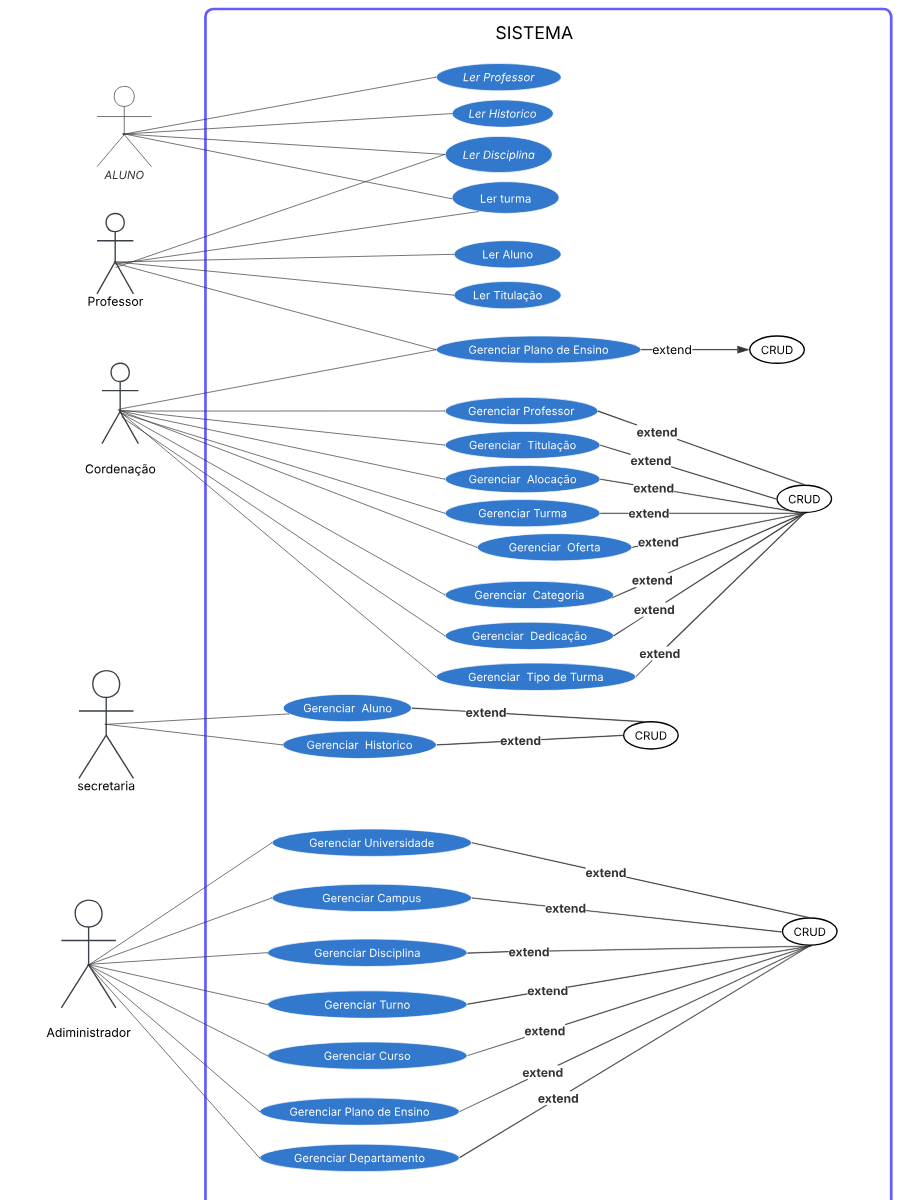 SISTEMA
Ler Professor
Ler Historico
Ler Disciplina
ALUNO
Ler turma
Ler Aluno
Ler Titulação
Professor
Gerenciar Plano de Ensino
extend
CRUD
Gerenciar Professor
extend
Gerenciar Titulação
extend
Cordenação
Gerenciar Alocação
extend
CRUD
Gerenciar Turma
extend
Gerenciar Oferta
extend
Gerenciar Categoria
extend
Gerenciar Dedicação
extend
Gerenciar Tipo de Turma
extend
Gerenciar Aluno
extend
CRUD
Gerenciar Historico
extend
secretaria
Gerenciar Universidade
extend
Gerenciar Campus
extend
CRUD
Gerenciar Disciplina
extend
Gerenciar Turno
extend
Adiministrador
Gerenciar Curso
extend
Gerenciar Plano de Ensino
extend
Gerenciar Departamento
extend